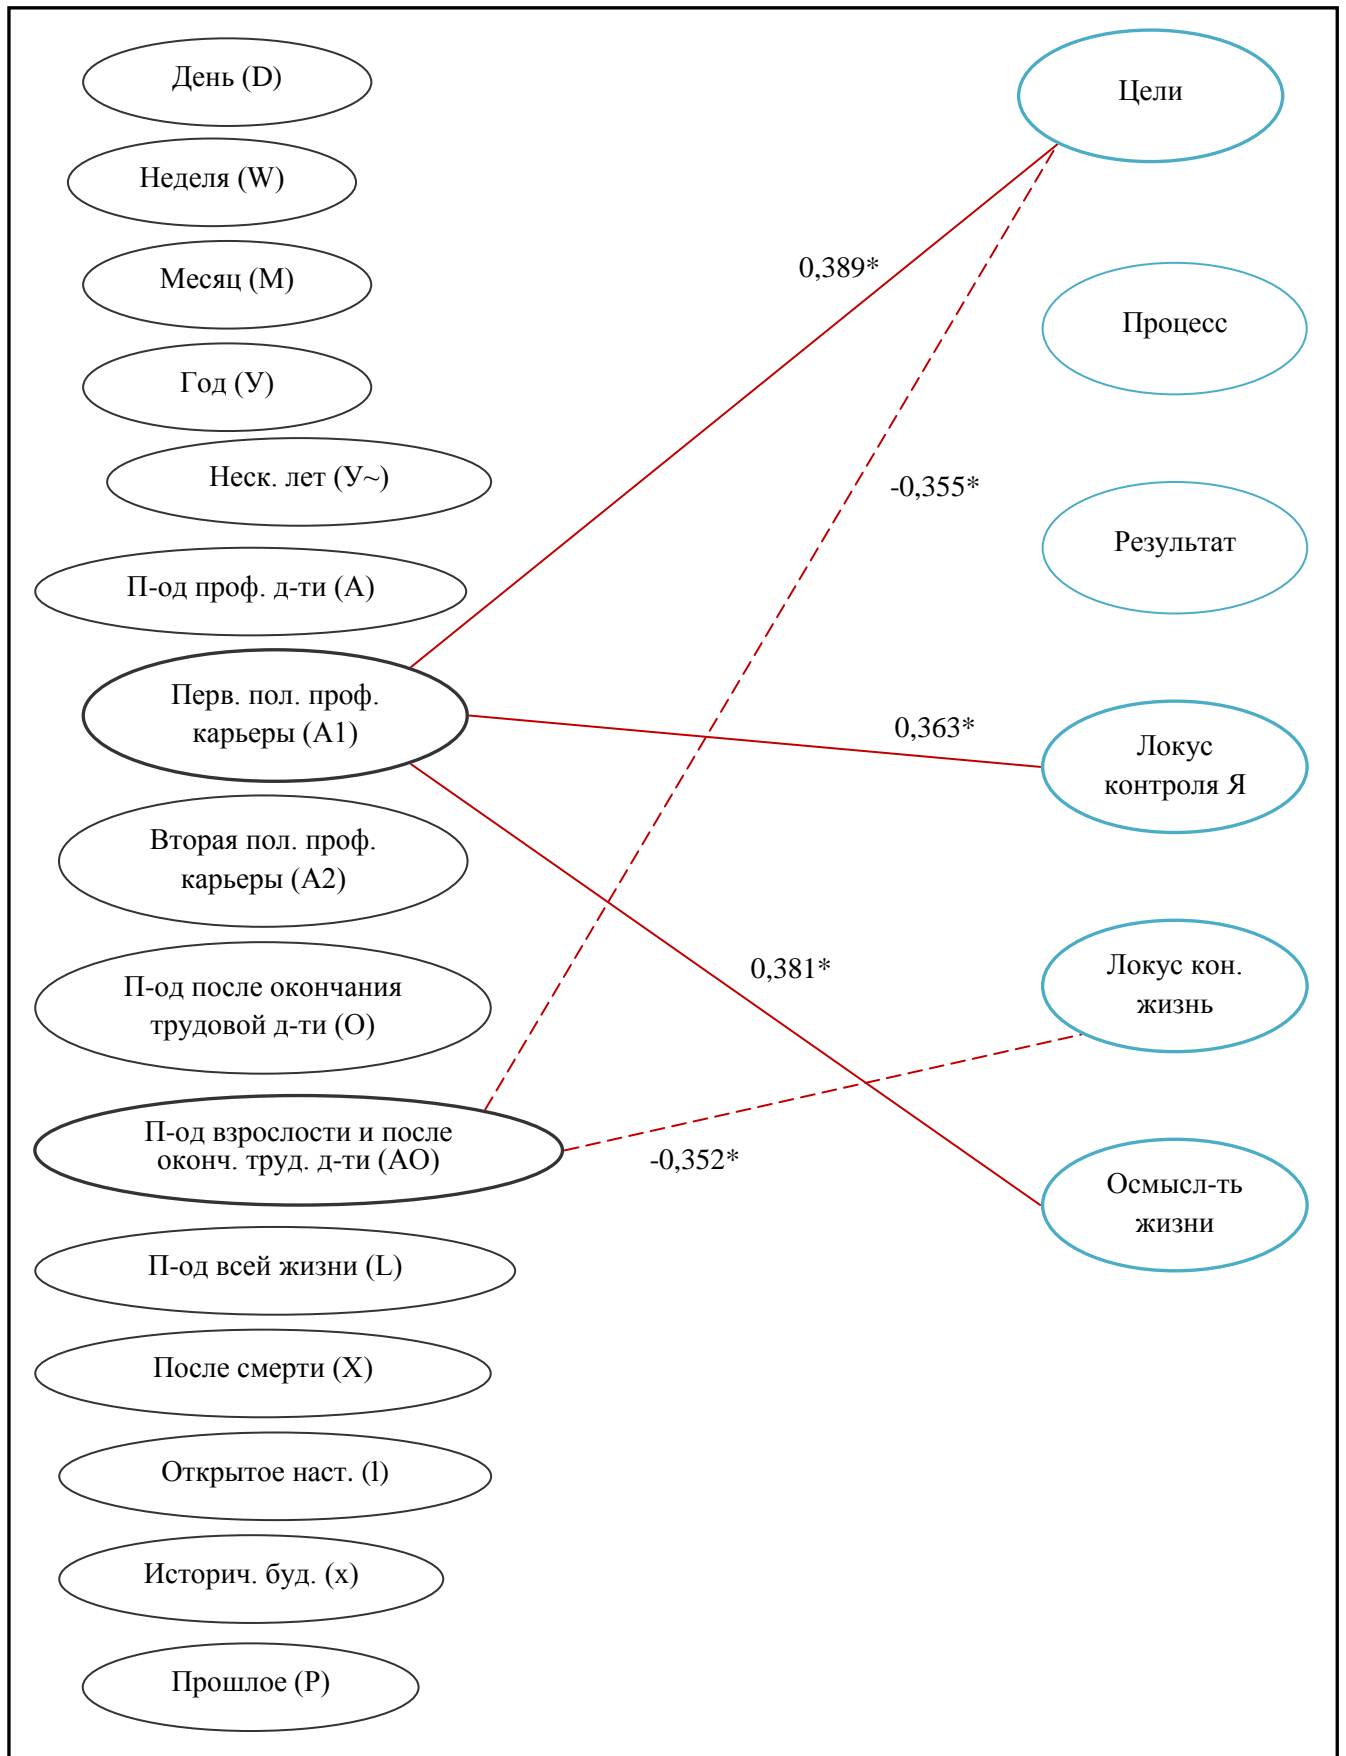 День (D)
Неделя (W)
Месяц (М)
Год (У)
Неск. лет (У~)
П-од проф. д-ти (А)
Перв. пол. проф.
карьеры (А1)
Вторая пол. проф.
карьеры (А2)
П-од после окончания
трудовой д-ти (О)
П-од взрослости и после
оконч. труд. д-ти (АО)
П-од всей жизни (L)
После смерти (Х)
Открытое наст. (l)
Историч. буд. (х)
Прошлое (Р)
0,389*
-0,355*
0,363*
0,381*
-0,352*
Цели
Процесс
Результат
Локус
контроля Я
Локус кон.
жизнь
Осмысл-ть
жизни